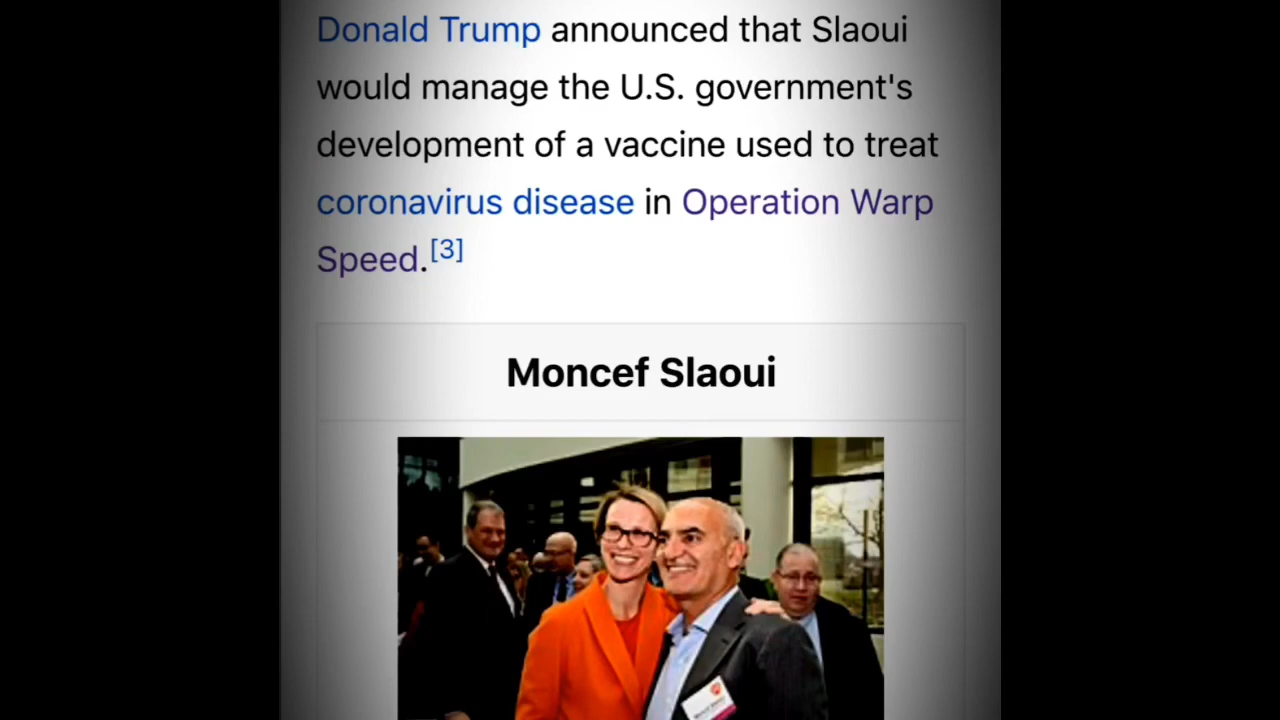 Donald Trump announced that Slaoui
would manage the U.S. government's
development of a vaccine used to treat
coronavirus disease in Operation Warp
Speed.[3]
Moncef Slaoui